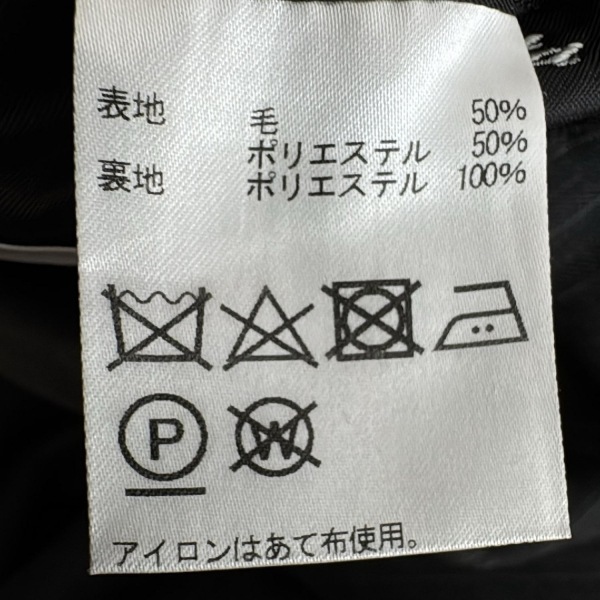 表地 毛 50%
ポリエステル 50%
裏地 ポリエステル 100%
P
W
アイロンはあて布使用。